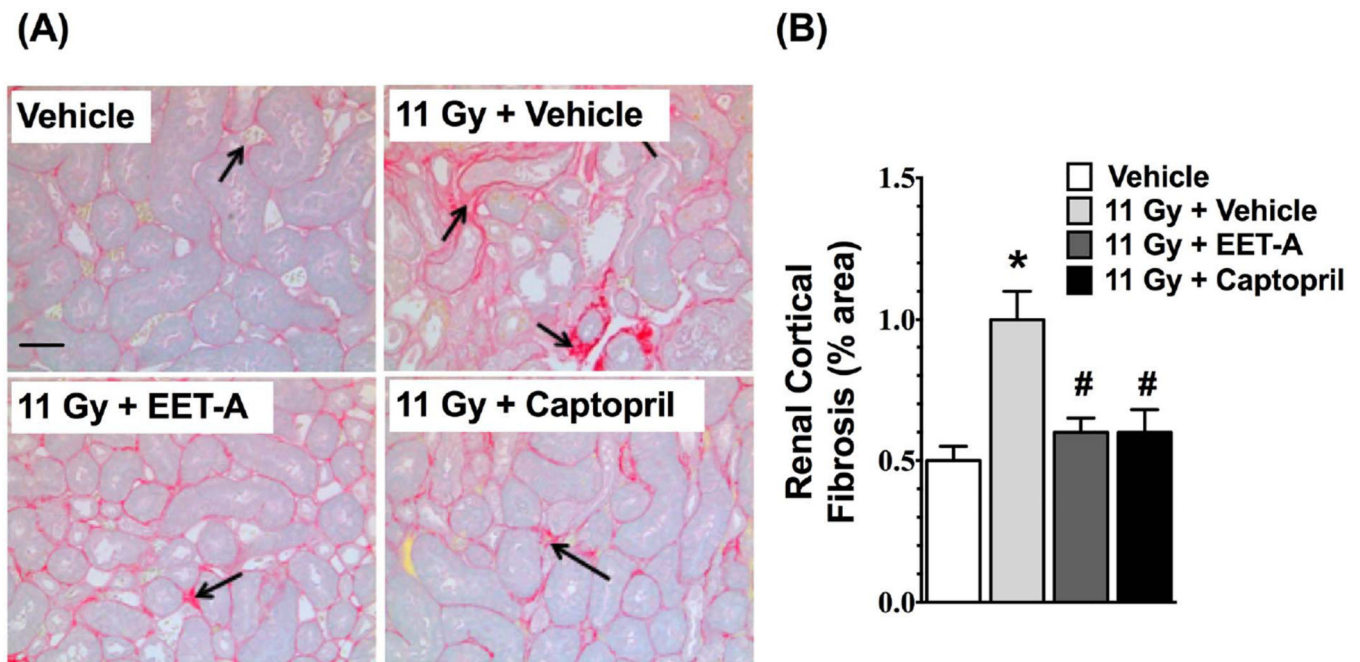 (A)
(B)
Vehicle
11 Gy + Vehicle
11 Gy + EET-A
11 Gy + Captopril
Vehicle
11 Gy + Vehicle
11 Gy + EET-A
11 Gy + Captopril
Renal Cortical
Fibrosis (% area)
1.5
1.0
0.5
0.0
*
#
#